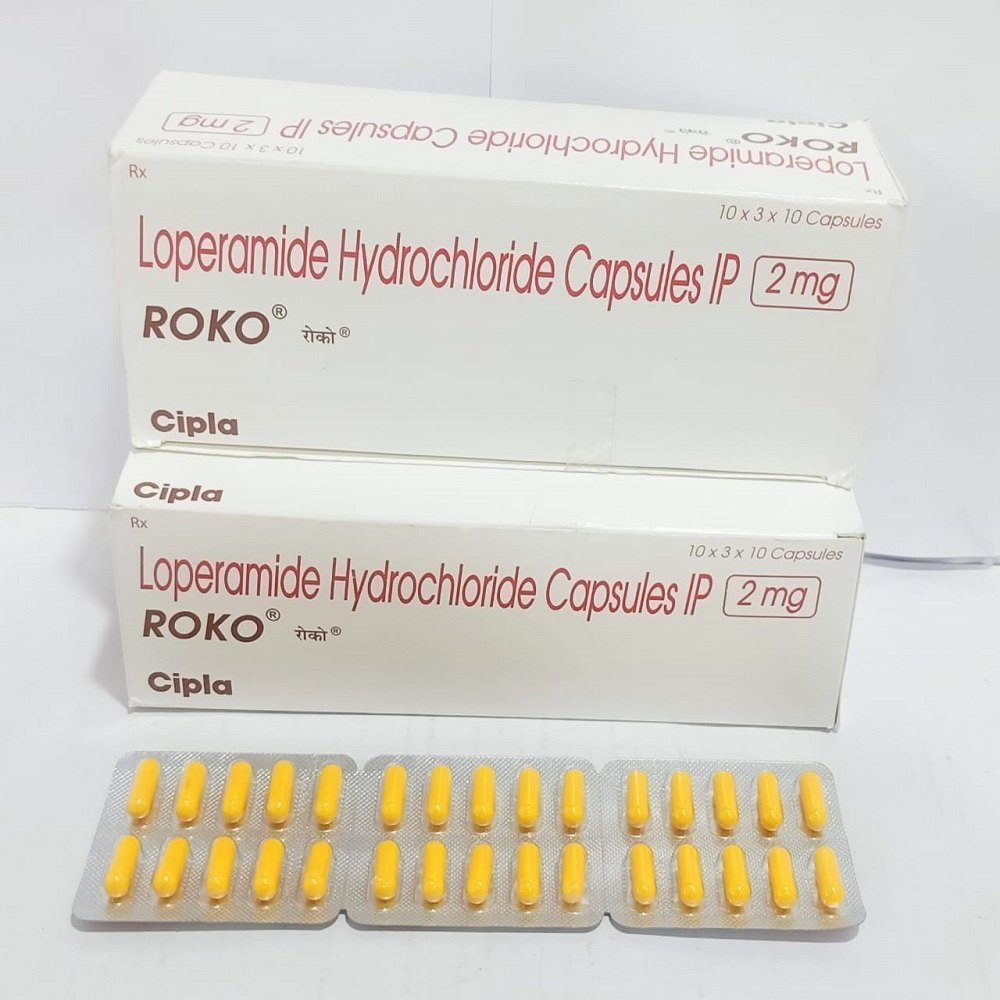 Cipla
ROKO® रोको®
Loperamide Hydrochloride Capsules IP 2 mg
10 x 3 x 10 Capsules
Rx
Rx
10 x 3 x 10 Capsules
Loperamide Hydrochloride Capsules IP 2 mg
ROKO® रोको®
Cipla
Cipla
Rx
10 x 3 x 10 Capsules
Loperamide Hydrochloride Capsules IP 2 mg
ROKO® रोको®
Cipla